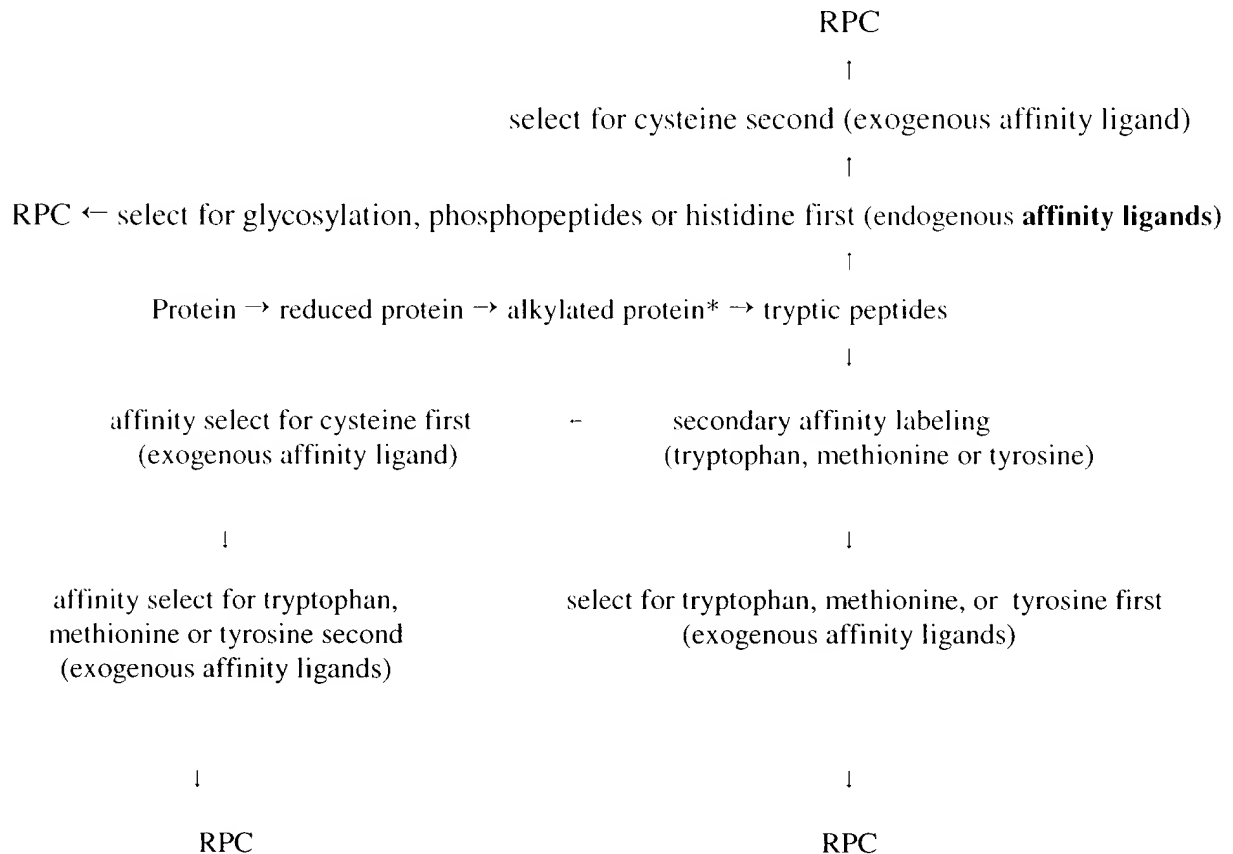 RPC
↑
select for cysteine second (exogenous affinity ligand)
↑
RPC ← select for glycosylation, phosphopeptides or histidine first (endogenous affinity ligands)
↑
Protein → reduced protein → alkylated protein* → tryptic peptides
↓
affinity select for cysteine first - secondary affinity labeling
(exogenous affinity ligand) (tryptophan, methionine or tyrosine)
↓ ↓
affinity select for tryptophan, select for tryptophan, methionine, or tyrosine first
methionine or tyrosine second (exogenous affinity ligands)
(exogenous affinity ligands)
↓ ↓
RPC RPC